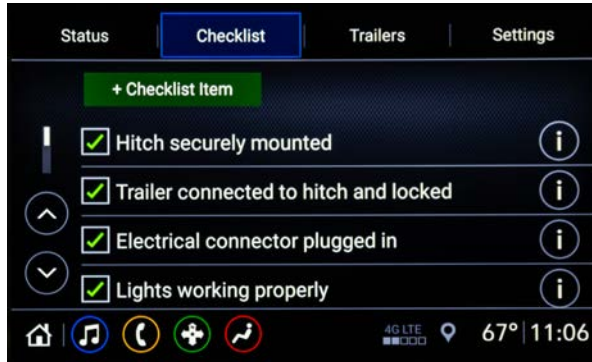 Status
Checklist
Trailers
Settings
+ Checklist Item
Hitch securely mounted
i
Trailer connected to hitch and locked
i
Electrical connector plugged in
i
Lights working properly
i
4G LTE
67° 11:06